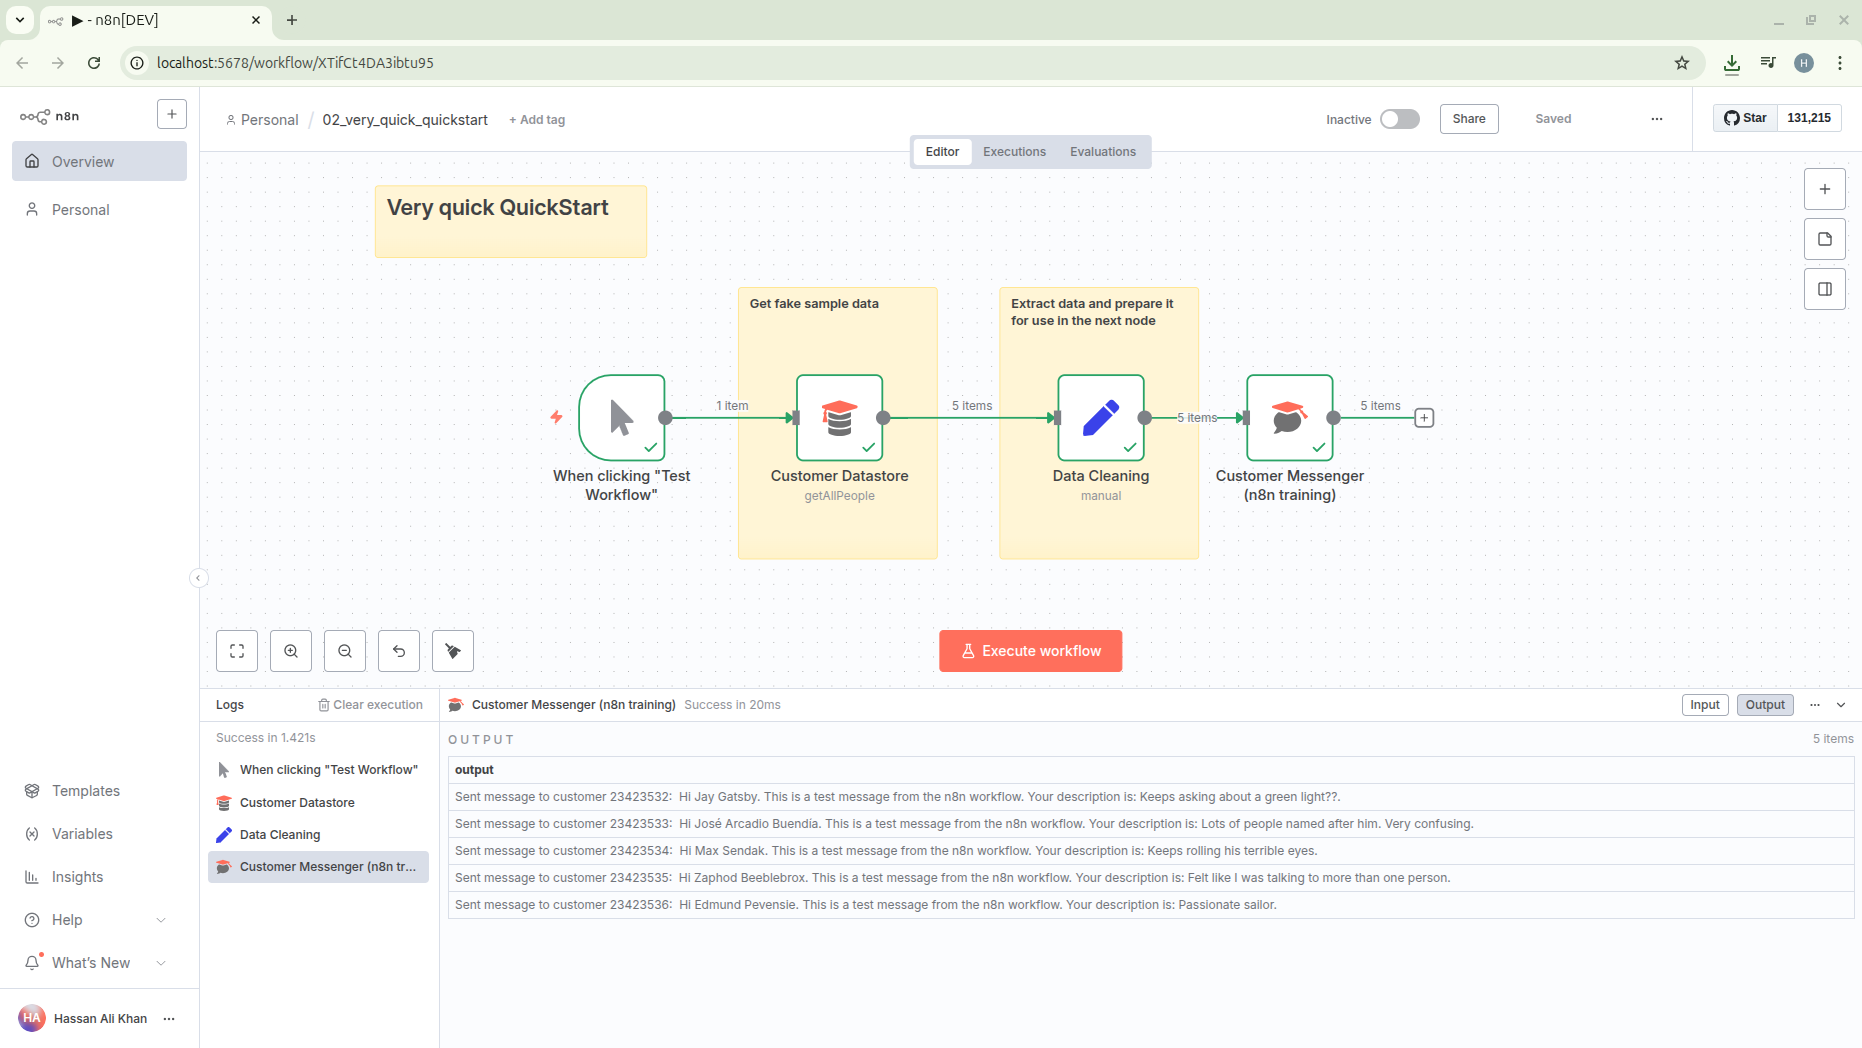 ▶ - n8n[DEV]
localhost:5678/workflow/XTifCt4DA3ibtu95
H
n8n
Personal / 02_very_quick_quickstart + Add tag
Inactive
Share
Saved
Star 131,215
Overview
Personal
Editor Executions Evaluations
Very quick QuickStart
Get fake sample data
Extract data and prepare it
for use in the next node
1 item
5 items
5 items
5 items
When clicking "Test
Workflow"
Customer Datastore
getAllPeople
Data Cleaning
manual
Customer Messenger
(n8n training)
Execute workflow
Templates
Variables
Insights
Help
What's New
HA Hassan Ali Khan
Logs
Clear execution
Success in 1.421s
When clicking "Test Workflow"
Customer Datastore
Data Cleaning
Customer Messenger (n8n tr...
Customer Messenger (n8n training) Success in 20ms
Input
Output
OUTPUT
5 items
output
Sent message to customer 23423532: Hi Jay Gatsby. This is a test message from the n8n workflow. Your description is: Keeps asking about a green light??.
Sent message to customer 23423533: Hi José Arcadio Buendía. This is a test message from the n8n workflow. Your description is: Lots of people named after him. Very confusing.
Sent message to customer 23423534: Hi Max Sendak. This is a test message from the n8n workflow. Your description is: Keeps rolling his terrible eyes.
Sent message to customer 23423535: Hi Zaphod Beeblebrox. This is a test message from the n8n workflow. Your description is: Felt like I was talking to more than one person.
Sent message to customer 23423536: Hi Edmund Pevensie. This is a test message from the n8n workflow. Your description is: Passionate sailor.